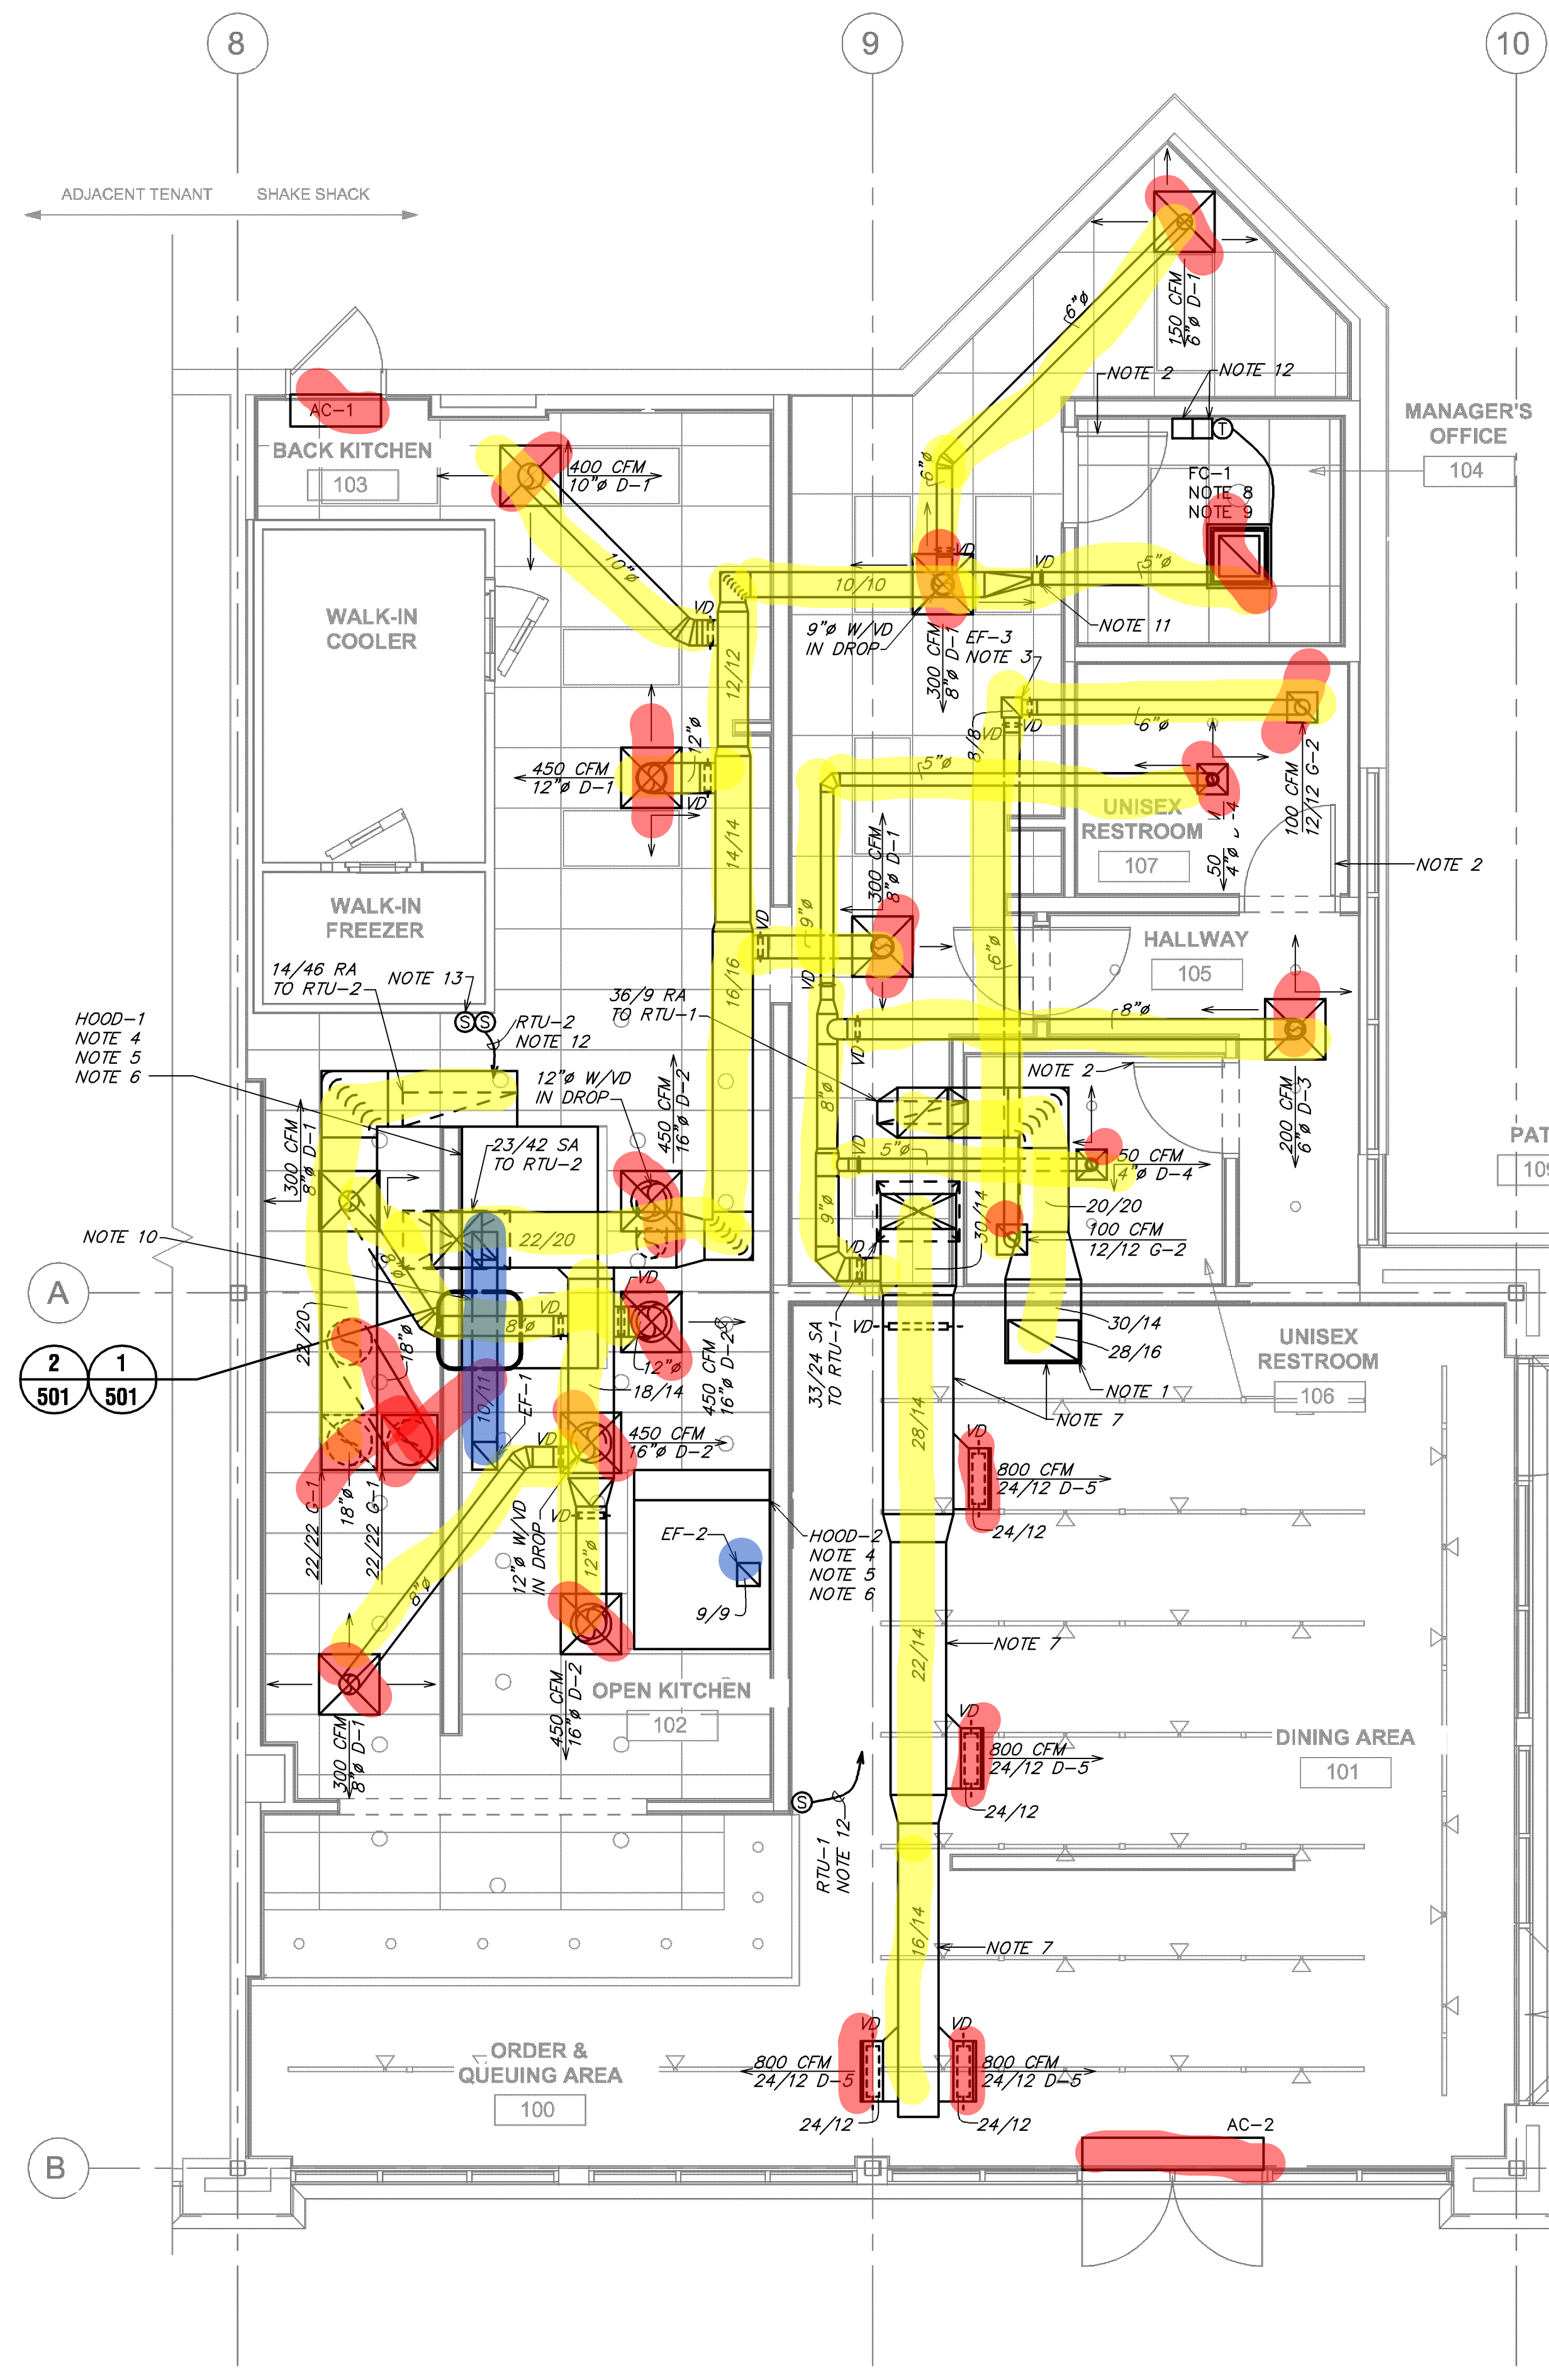 8
9
10
ADJACENT TENANT
SHAKE SHACK
6"ø
150 CFM
6"ø D-1
NOTE 2
NOTE 12
MANAGER'S
OFFICE
104
AC-1
BACK KITCHEN
103
400 CFM
10"ø D-1
6"ø
T
FC-1
NOTE 8
NOTE 9
10"ø
VD
VD
VD
5"ø
10/10
WALK-IN
COOLER
9"ø W/VD
IN DROP
300 CFM
8"ø D-1
EF-3
NOTE 3
NOTE 11
12/12
12"ø
450 CFM
12"ø D-1
VD
8/8
VD
VD
6"ø
5"ø
100 CFM
12/12 G-2
UNISEX
RESTROOM
107
50
NOTE 2
14/14
300 CFM
8"ø D-1
WALK-IN
FREEZER
VD
9"ø
VD
6"ø
HALLWAY
105
14/46 RA
TO RTU-2
NOTE 13
S
S
16/16
36/9 RA
TO RTU-1
8"ø
VD
HOOD-1
NOTE 4
NOTE 5
NOTE 6
RTU-2
NOTE 12
12"ø W/VD
IN DROP
450 CFM
16"ø D-2
NOTE 2
200 CFM
6"ø D-3
8"ø
PAT
300 CFM
8"ø D-1
23/42 SA
TO RTU-2
VD
5"ø
50 CFM
4"ø D-4
NOTE 10
22/20
9"ø
30/14
20/20
100 CFM
12/12 G-2
8"ø
VD
A
22/20
18"ø
8"ø
VD
VD
12"ø
450 CFM
16"ø D-2
VD
33/24 SA
TO RTU-1
30/14
28/16
UNISEX
RESTROOM
106
2
501
1
501
10/11
EF-1
18/14
NOTE 1
NOTE 7
VD
450 CFM
16"ø D-2
28/14
VD
800 CFM
24/12 D-5
24/12
22/22 G-1
18"ø
22/22 G-1
VD
12"ø W/VD
IN DROP
12"ø
EF-2
9/9
HOOD-2
NOTE 4
NOTE 5
NOTE 6
8"ø
22/14
NOTE 7
OPEN KITCHEN
102
450 CFM
16"ø D-2
300 CFM
8"ø D-1
VD
800 CFM
24/12 D-5
24/12
DINING AREA
101
S
RTU-1
NOTE 12
16/14
NOTE 7
VD
VD
ORDER &
QUEUING AREA
100
800 CFM
24/12 D-5
24/12
800 CFM
24/12 D-5
24/12
AC-2
B